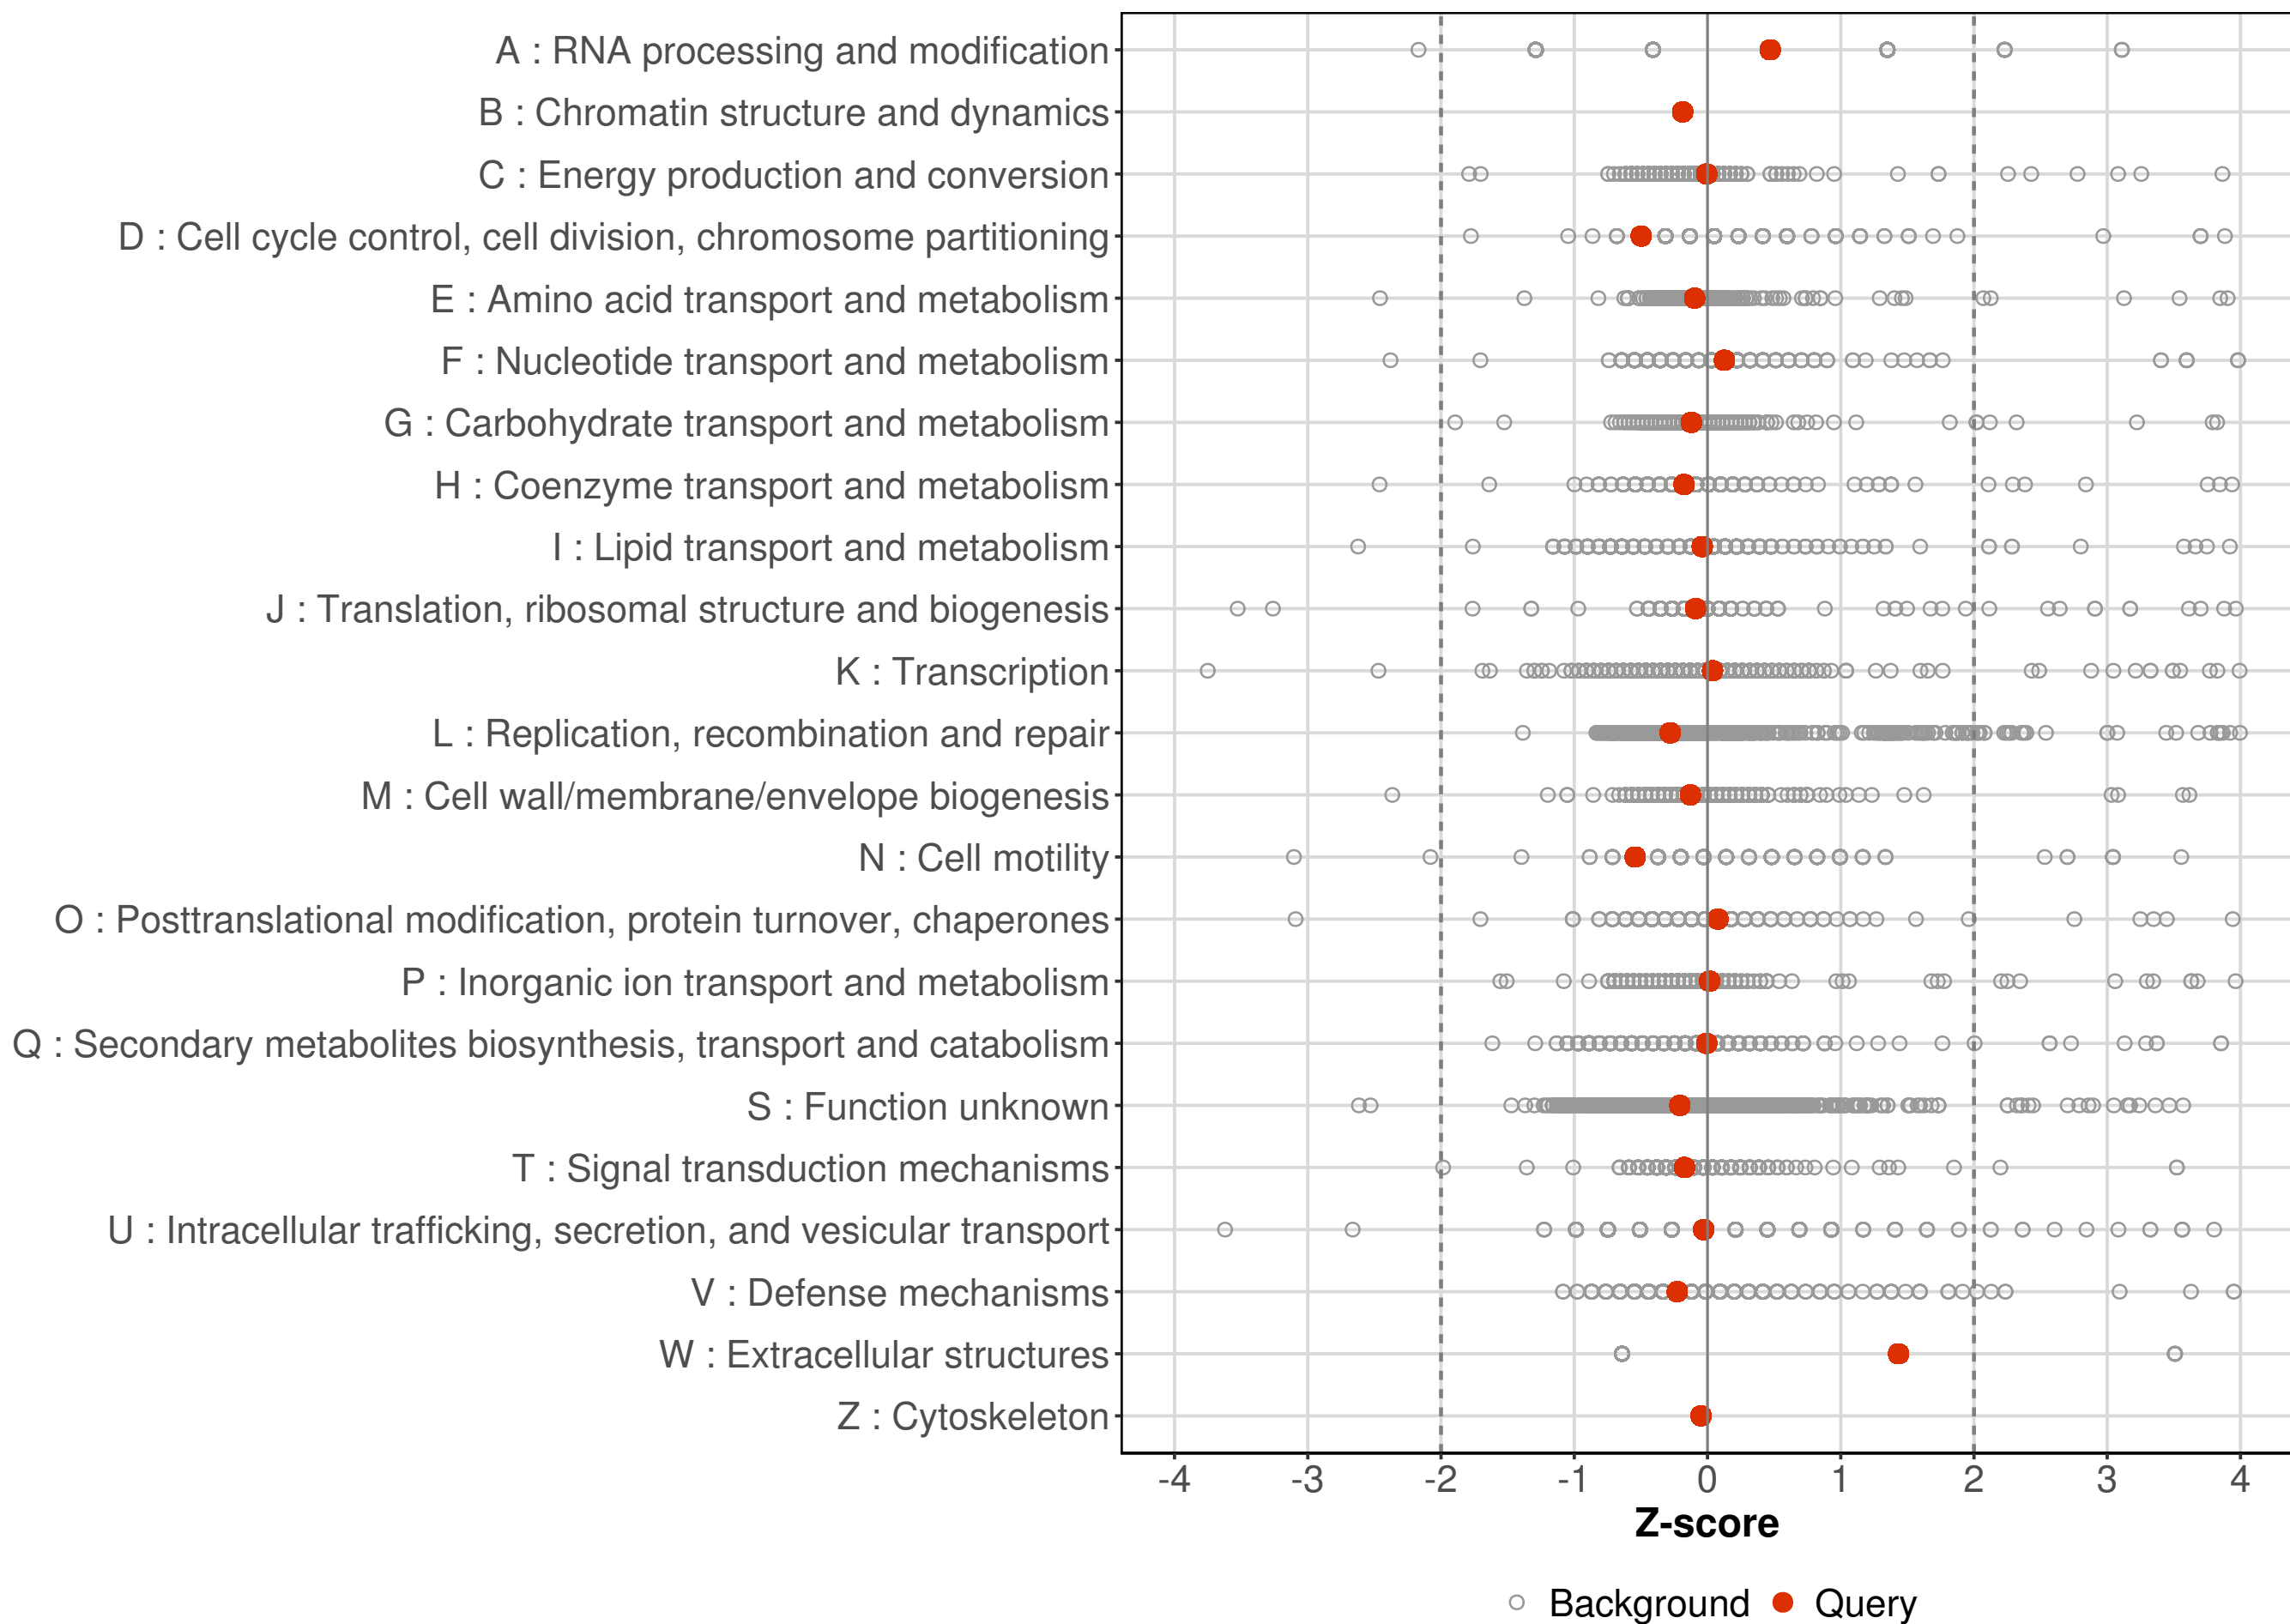 A : RNA processing and modification
B : Chromatin structure and dynamics
C : Energy production and conversion
D : Cell cycle control, cell division, chromosome partitioning
E : Amino acid transport and metabolism
F : Nucleotide transport and metabolism
G : Carbohydrate transport and metabolism
H : Coenzyme transport and metabolism
I : Lipid transport and metabolism
J : Translation, ribosomal structure and biogenesis
K : Transcription
L : Replication, recombination and repair
M : Cell wall/membrane/envelope biogenesis
N : Cell motility
O : Posttranslational modification, protein turnover, chaperones
P : Inorganic ion transport and metabolism
Q : Secondary metabolites biosynthesis, transport and catabolism
S : Function unknown
T : Signal transduction mechanisms
U : Intracellular trafficking, secretion, and vesicular transport
V : Defense mechanisms
W : Extracellular structures
Z : Cytoskeleton
-4 -3 -2 -1 0 1 2 3 4
Z-score
Background Query